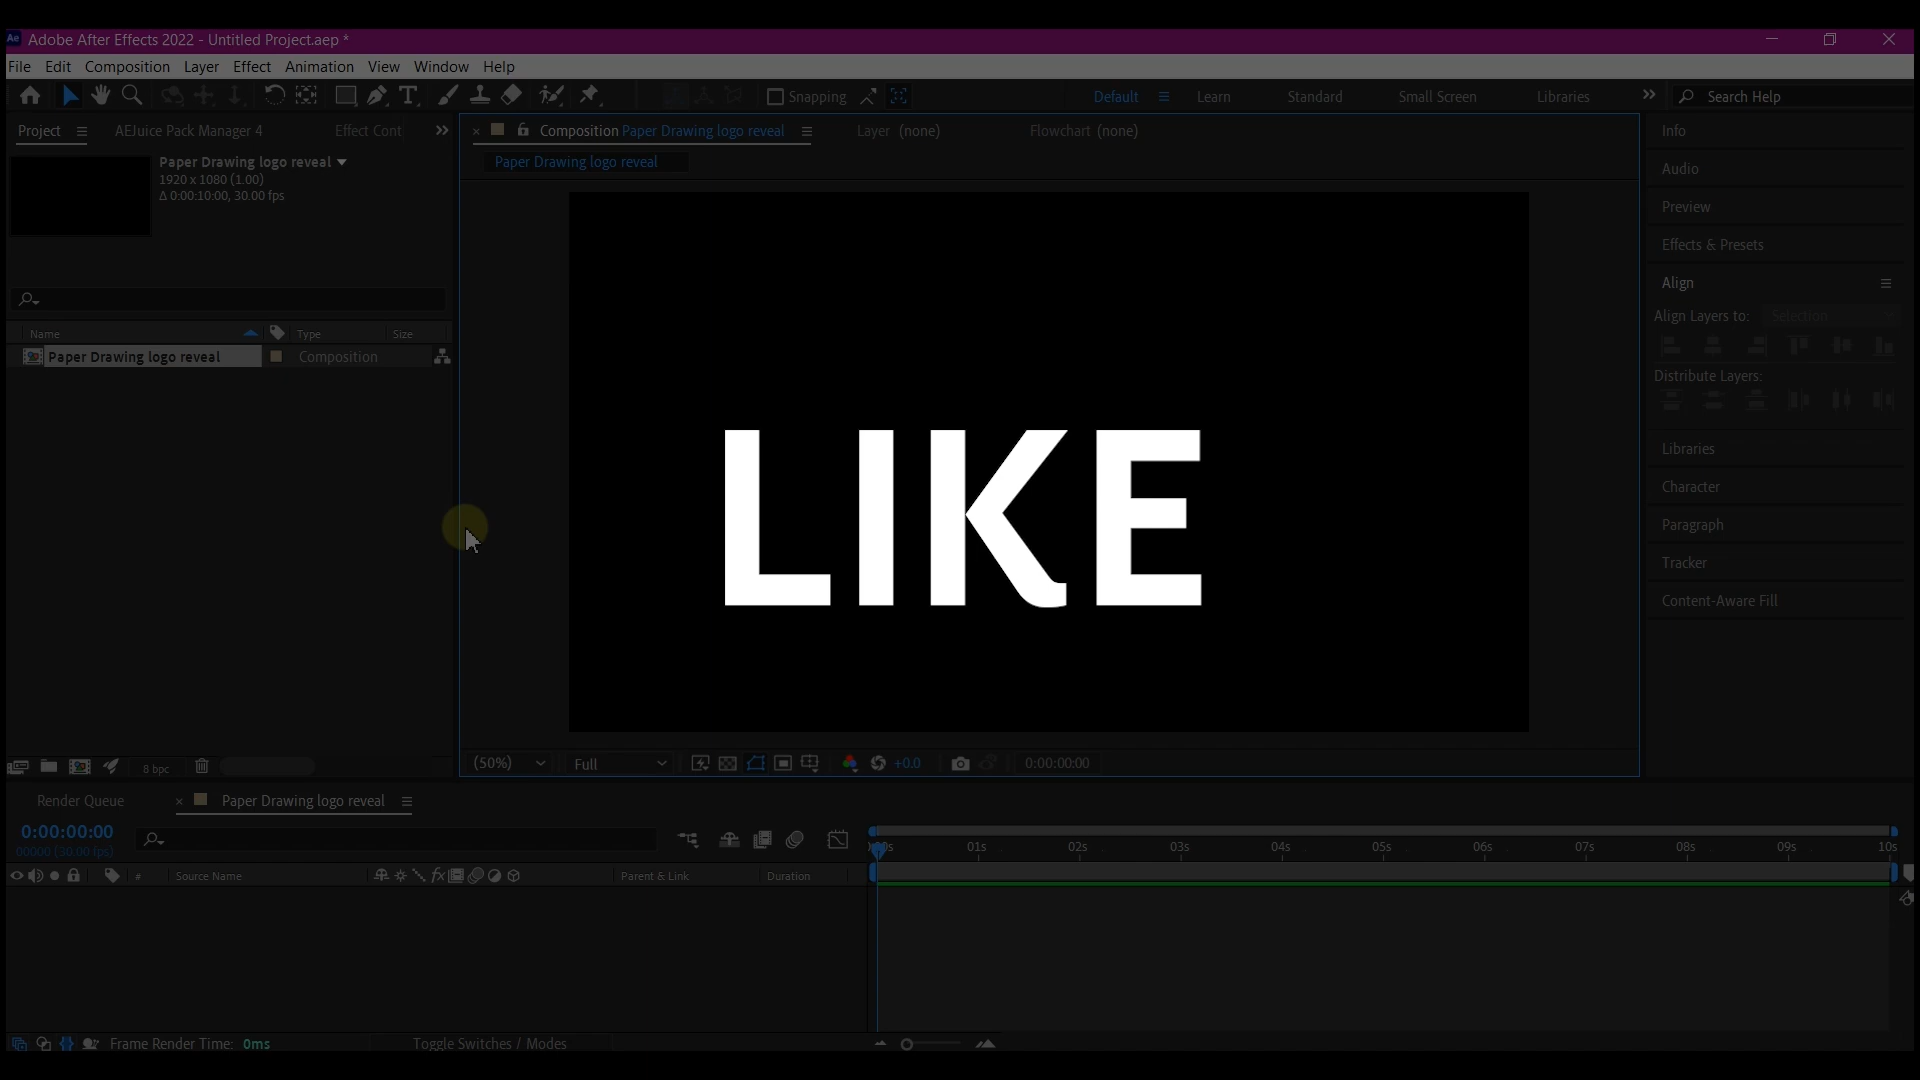 Ae Adobe After Effects 2022 - Untitled Project.aep *
File Edit Composition Layer Effect Animation View Window Help
Snapping Default Learn Standard Small Screen Libraries Search Help
Project AEJuice Pack Manager 4 Effect Cont
Composition Paper Drawing logo reveal Layer (none) Flowchart (none)
Paper Drawing logo reveal
Paper Drawing logo reveal
1920 x 1080 (1.00)
Δ 0:00:10:00, 30.00 fps
Name Type Size
Paper Drawing logo reveal Composition
LIKE
Info
Audio
Preview
Effects & Presets
Align
Align Layers to: Selection
Distribute Layers:
Libraries
Character
Paragraph
Tracker
Content-Aware Fill
8 bpc
(50%) Full +0.0 0:00:00:00
Render Queue Paper Drawing logo reveal
0:00:00:00
00000 (30.00 fps)
01s 02s 03s 04s 05s 06s 07s 08s 09s 10s
# Source Name fx Parent & Link Duration
Frame Render Time: 0ms Toggle Switches / Modes